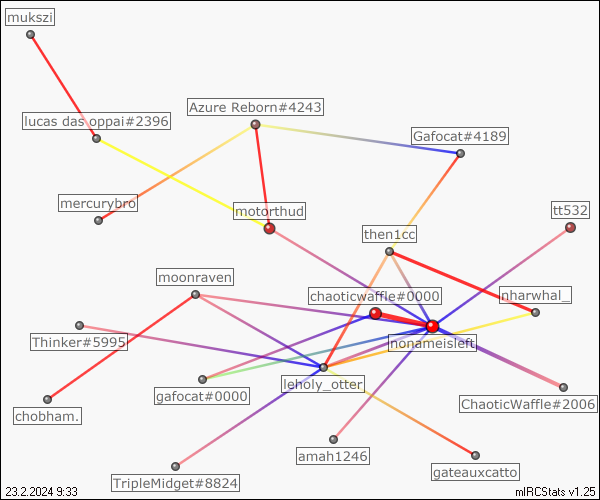 mukszi
Azure Reborn#4243
lucas das oppai#2396
Gafocat#4189
mercurybro
motorthud
tt532
then1cc
moonraven
chaoticwaffle#0000
nharwhal_
Thinker#5995
nonameisleft
leholy_otter
gafocat#0000
ChaoticWaffle#2006
chobham.
amah1246
gateauxcatto
TripleMidget#8824
23.2.2024 9:33
mIRCStats v1.25